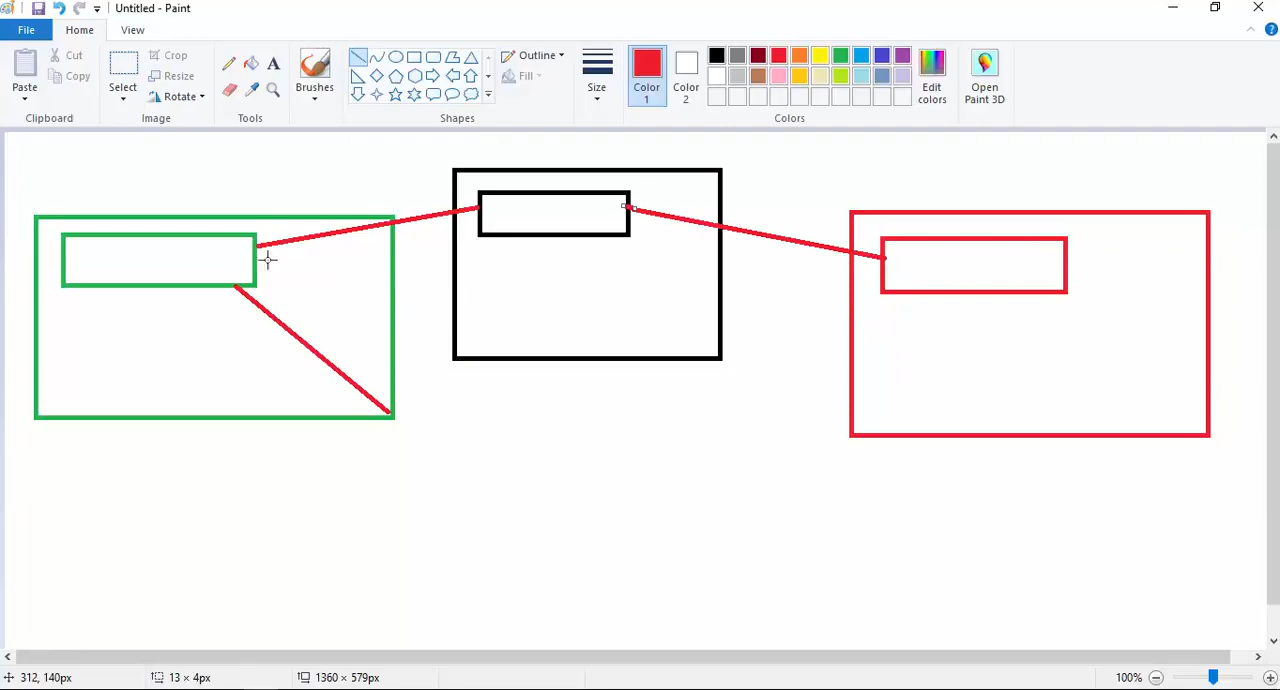 Untitled - Paint
File
Home
View
Paste
Cut
Copy
Clipboard
Select
Crop
Resize
Rotate
Image
A
Tools
Brushes
Shapes
Outline
Fill
Size
Color
1
Color
2
Colors
Edit
colors
Open
Paint 3D
?
312, 140px
13 × 4px
1360 × 579px
100%